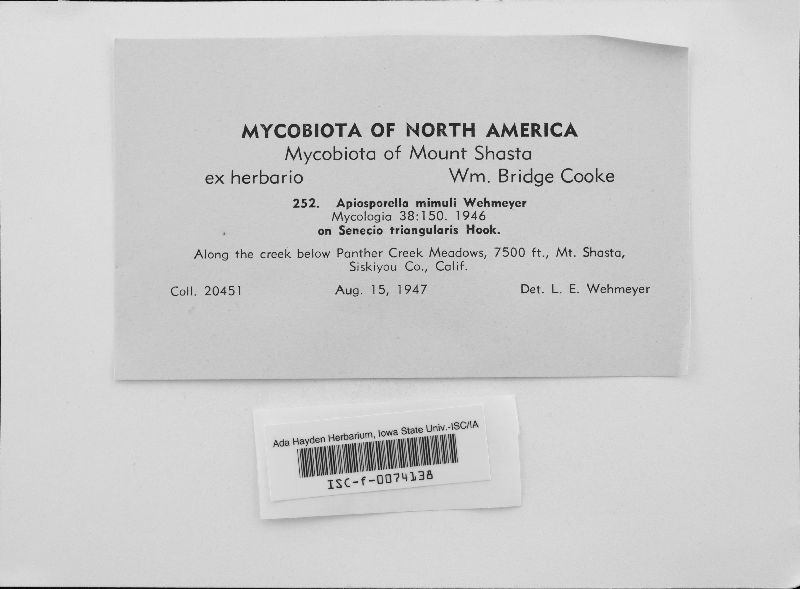 MYCOBIOTA OF NORTH AMERICA
Mycobiota of Mount Shasta
ex herbario Wm. Bridge Cooke
252. Apiosporella mimuli Wehmeyer
Mycologia 38:150. 1946
on Senecio triangularis Hook.
Along the creek below Panther Creek Meadows, 7500 ft., Mt. Shasta,
Siskiyou Co., Calif.
Coll. 20451 Aug. 15, 1947 Det. L. E. Wehmeyer
Ada Hayden Herbarium, Iowa State Univ.-ISC/IA
ISC-f-0074138